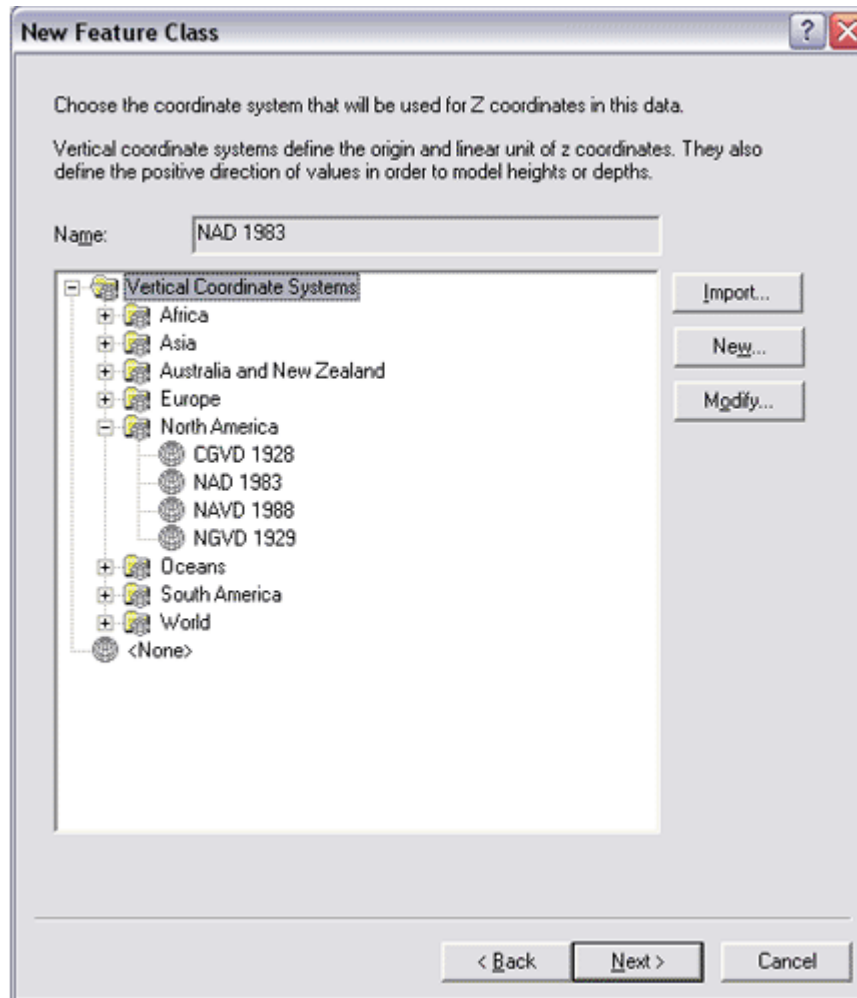 New Feature Class
Choose the coordinate system that will be used for Z coordinates in this data.
Vertical coordinate systems define the origin and linear unit of z coordinates. They also
define the positive direction of values in order to model heights or depths.
Name: NAD 1983
Vertical Coordinate Systems
Africa
Asia
Australia and New Zealand
Europe
North America
CGVD 1928
NAD 1983
NAVD 1988
NGVD 1929
Oceans
South America
World
<None>
Import...
New...
Modify...
< Back
Next >
Cancel